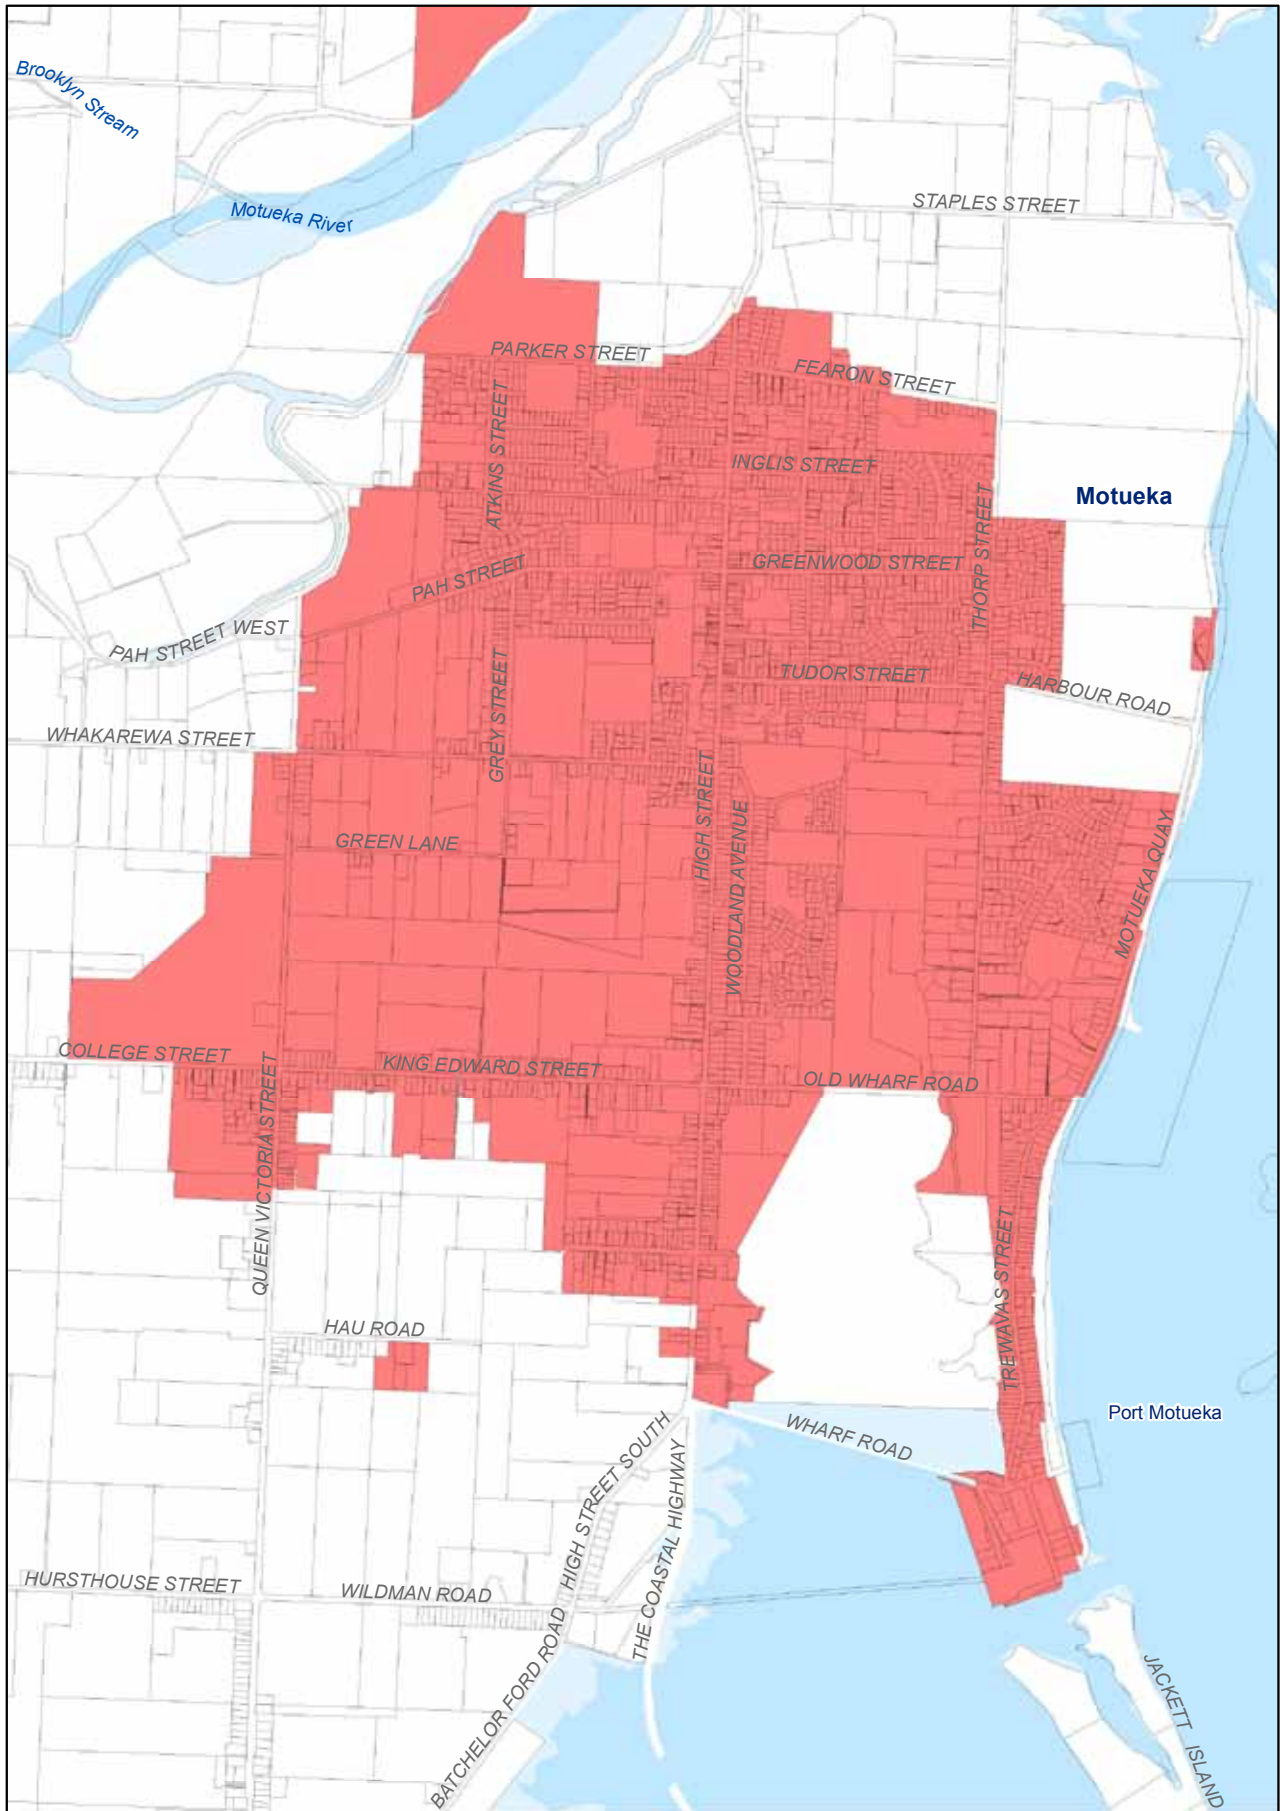 Brooklyn Stream
Motueka River
STAPLES STREET
PARKER STREET
FEARON STREET
ATKINS STREET
INGLIS STREET
Motueka
THORP STREET
GREENWOOD STREET
PAH STREET
PAH STREET WEST
TUDOR STREET
HARBOUR ROAD
GREY STREET
WHAKAREWA STREET
HIGH STREET
WOODLAND AVENUE
GREEN LANE
MOTUEKA QUAY
COLLEGE STREET
KING EDWARD STREET
OLD WHARF ROAD
QUEEN VICTORIA STREET
TREWAVAS STREET
HAU ROAD
Port Motueka
WHARF ROAD
HIGH STREET SOUTH
THE COASTAL HIGHWAY
HURSTHOUSE STREET
WILDMAN ROAD
BATCHELOR FORD ROAD
JACKETT ISLAND